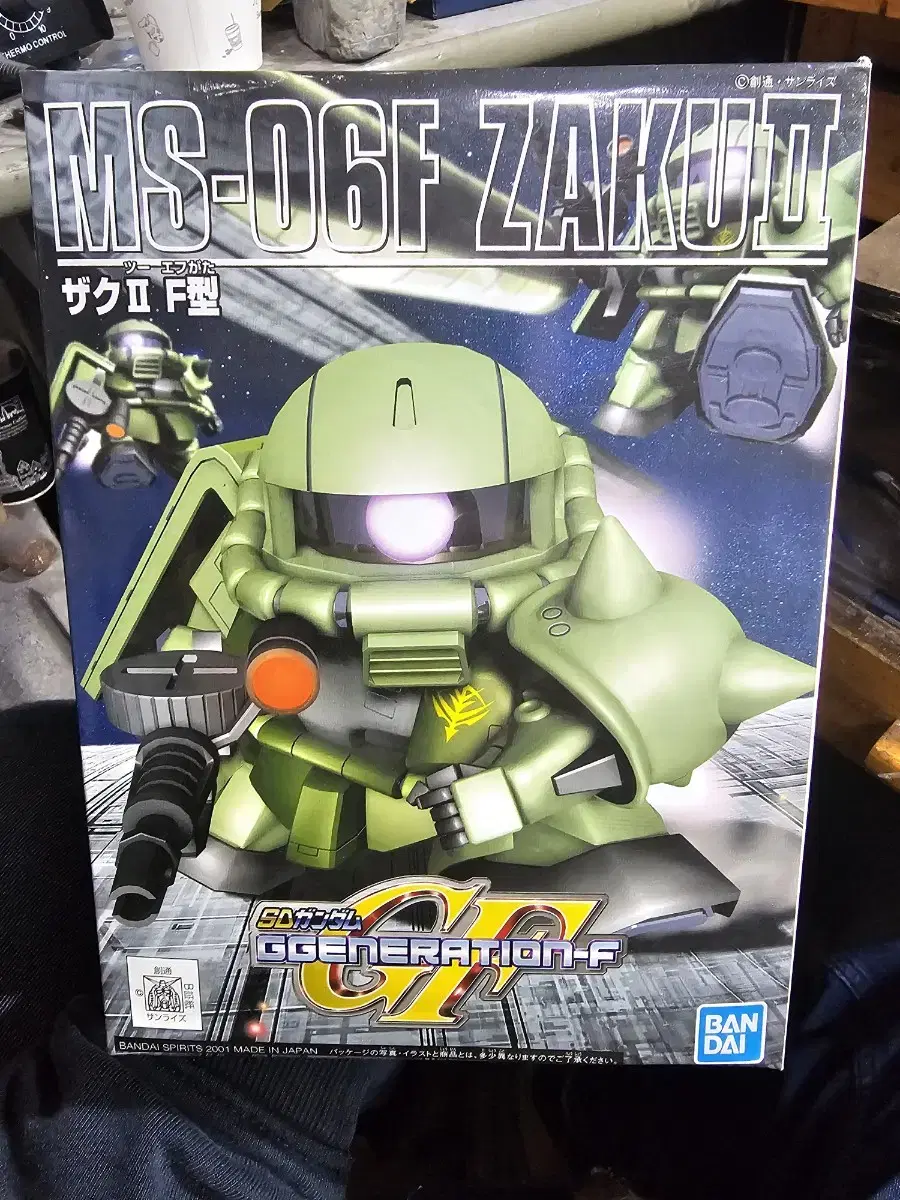 THERMO CONTROL
©創通・サンライズ
MS-06F ZAKUⅡ
ツー エフがた
ザクⅡ F型
SDガンダム
GGENERATION-F
GF
創通
サンライズ
BAN
DAI
BANDAI SPIRITS 2001 MADE IN JAPAN パッケージの写真・イラストと商品とは、多少異なりますのでご了承ください。